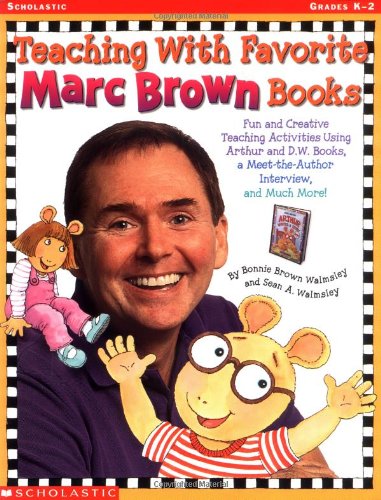 SCHOLASTIC
GRADES K–2
Teaching With Favorite
Marc Brown Books
Fun and Creative
Teaching Activities Using
Arthur and D.W. Books,
a Meet-the-Author
Interview,
and Much More!
By Bonnie Brown Walmsley
and Sean A. Walmsley
SCHOLASTIC